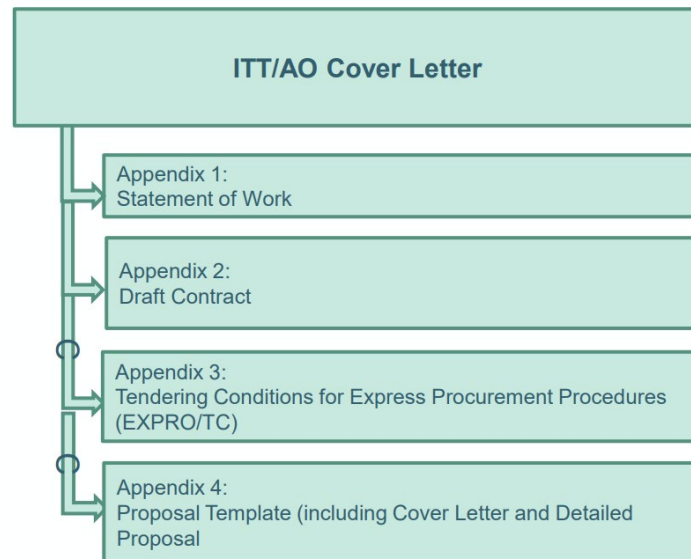 ITT/AO Cover Letter
Appendix 1:
Statement of Work
Appendix 2:
Draft Contract
Appendix 3:
Tendering Conditions for Express Procurement Procedures
(EXPRO/TC)
Appendix 4:
Proposal Template (including Cover Letter and Detailed
Proposal